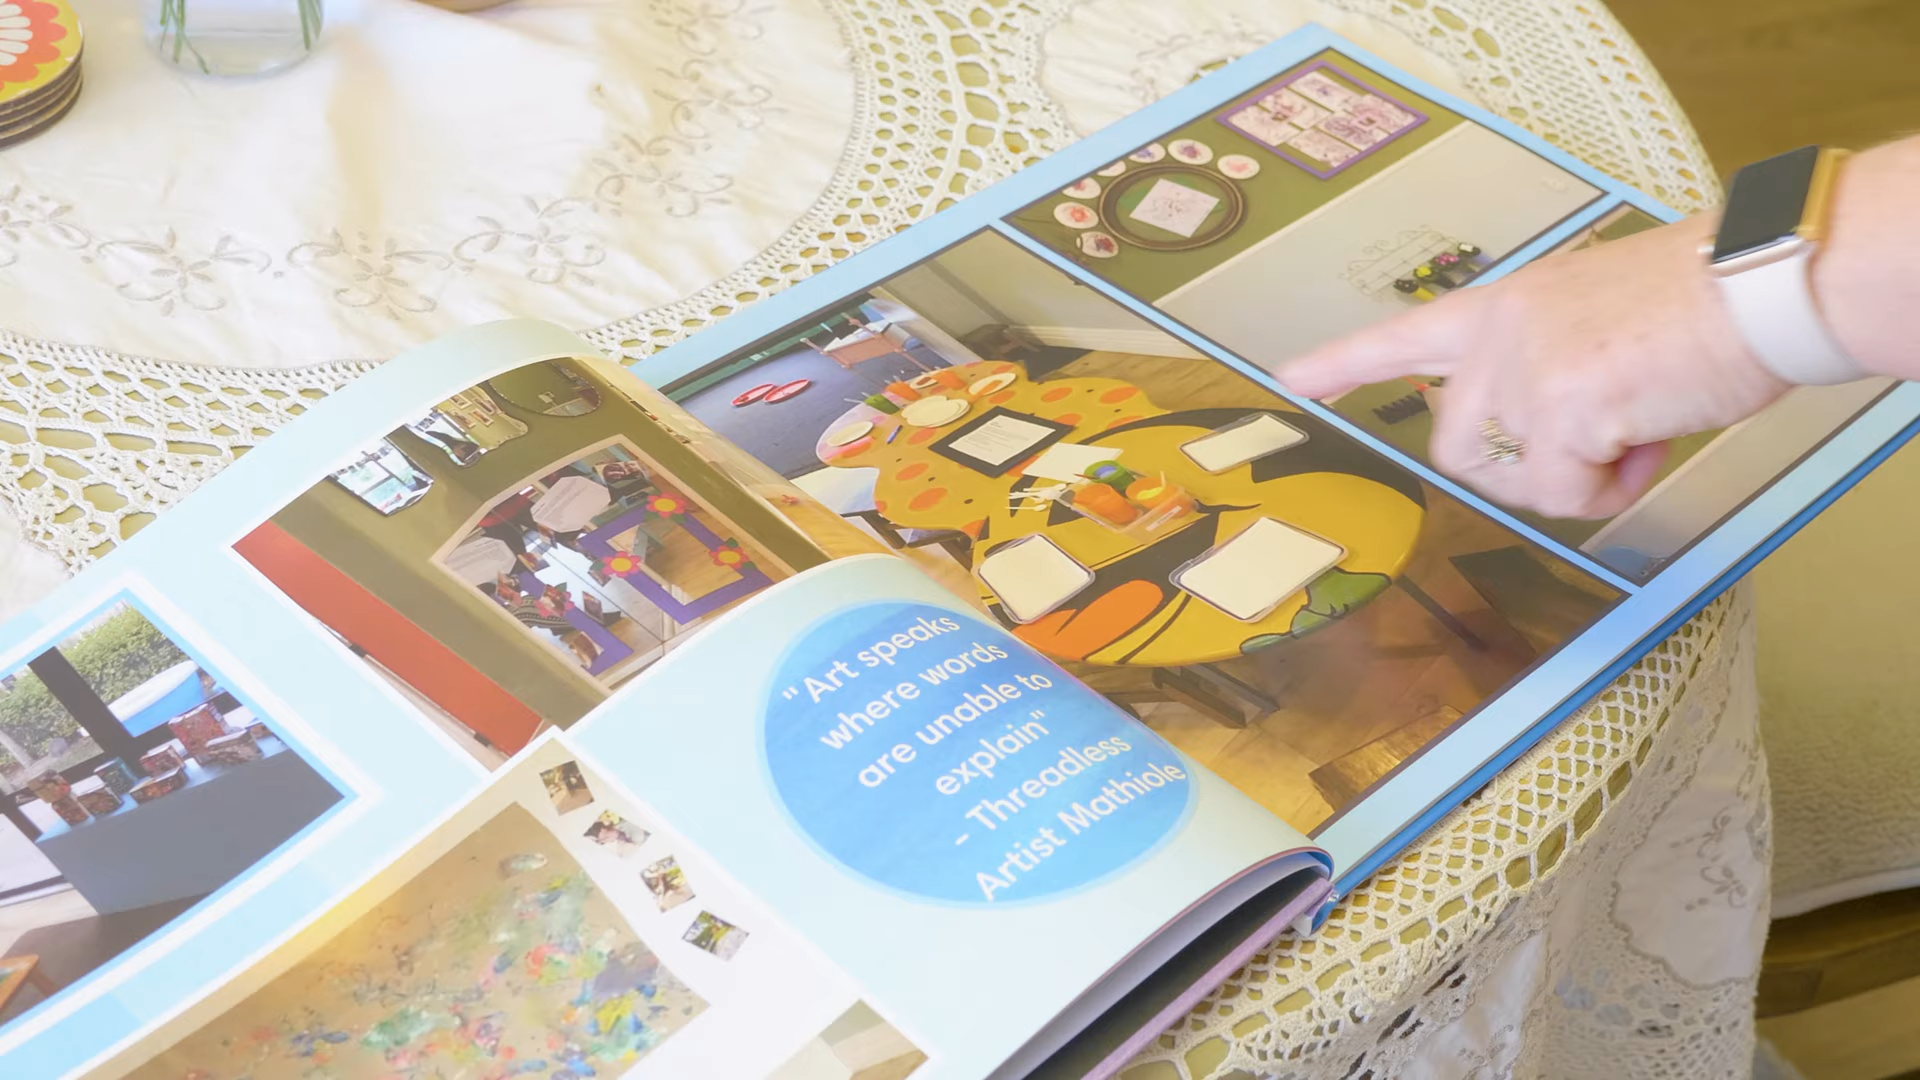 "Art speaks
where words
are unable to
explain"
- Threadless
Artist Mathiole